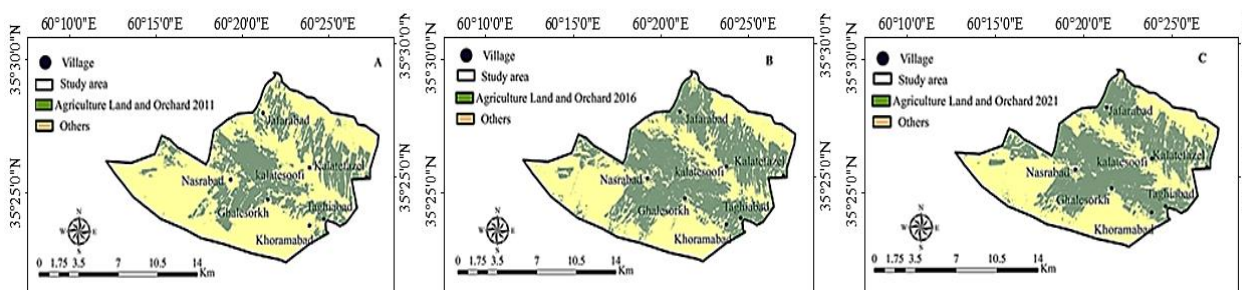 60°10'0"E 60°15'0"E 60°20'0"E 60°25'0"E
35°30'0"N
35°25'0"N
A
Village
Study area
Agriculture Land and Orchard 2011
Others
Jafarabad
Kalatefazel
kalatesoofi
Nasrabad
Ghalesorkh
Taghiabad
Khoramabad
N
W E
S
0 1.75 3.5 7 10.5 14
Km
60°10'0"E 60°15'0"E 60°20'0"E 60°25'0"E
35°30'0"N
35°25'0"N
B
Village
Study area
Agriculture Land and Orchard 2016
Others
Jafarabad
Kalatefazel
kalatesoofi
Nasrabad
Ghalesorkh
Taghiabad
Khoramabad
N
W E
S
0 1.75 3.5 7 10.5 14
Km
60°10'0"E 60°15'0"E 60°20'0"E 60°25'0"E
35°30'0"N
35°25'0"N
C
Village
Study area
Agriculture Land and Orchard 2021
Others
Jafarabad
kalatesoofi
Kalatefazel
Nasrabad
Taghiabad
Ghalesorkh
Khoramabad
N
W E
S
0 1.75 3.5 7 10.5 14
Km